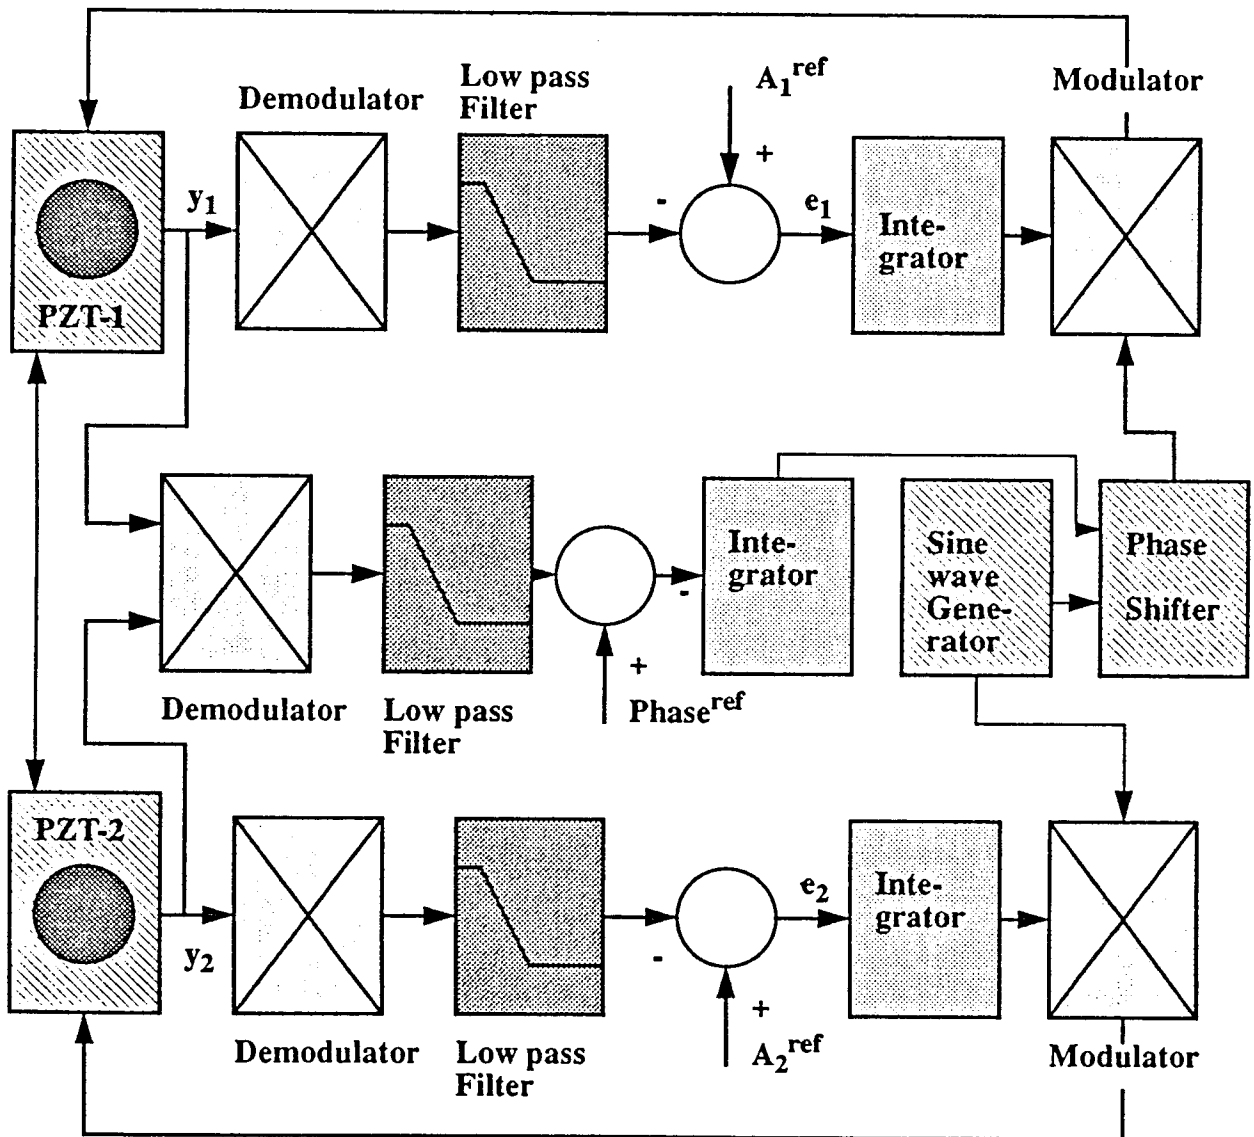 Low pass
Filter
Demodulator
A1ref
Modulator
+
-
y1
e1
Inte-
grator
PZT-1
Inte-
grator
Sine
wave
Gene-
rator
Phase
Shifter
-
+
Phaseref
Demodulator
Low pass
Filter
PZT-2
Inte-
grator
e2
y2
-
+
A2ref
Demodulator
Low pass
Filter
Modulator